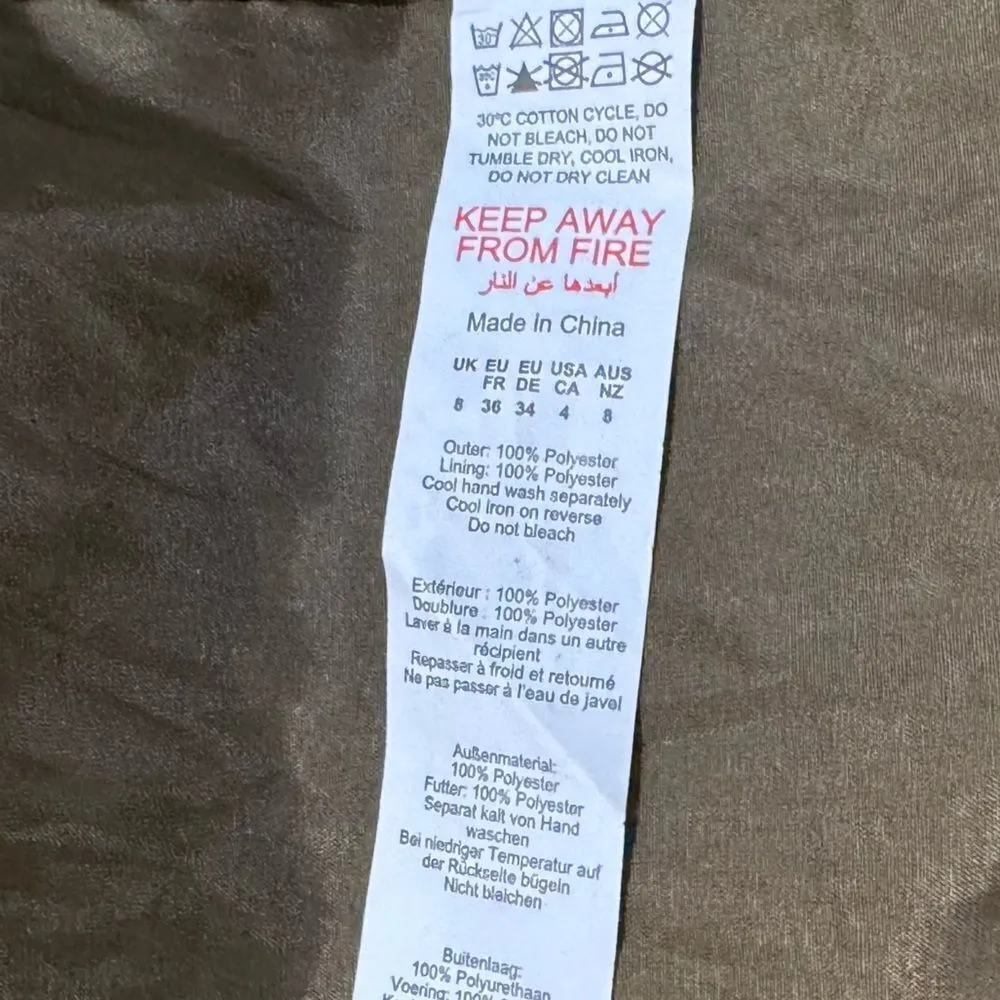 30°
30°C
30°C COTTON CYCLE, DO
NOT BLEACH, DO NOT
TUMBLE DRY, COOL IRON,
DO NOT DRY CLEAN
KEEP AWAY
FROM FIRE
أبعدها عن النار
Made in China
UK EU EU USA AUS
FR DE CA NZ
8 36 34 4 8
Outer: 100% Polyester
Lining: 100% Polyester
Cool hand wash separately
Cool iron on reverse
Do not bleach
Extérieur : 100% Polyester
Doublure : 100% Polyester
Laver à la main dans un autre
récipient
Repasser à froid et retourné
Ne pas passer à l'eau de javel
Außenmaterial:
100% Polyester
Futter: 100% Polyester
Separat kalt von Hand
waschen
Bei niedriger Temperatur auf
der Rückseite bügeln
Nicht blaichen
Buitenlaag:
100% Polyurethaan
Voering: 100%